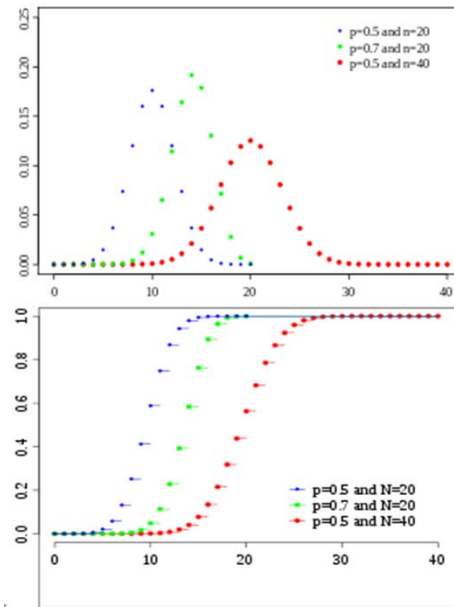 0.25
0.20
0.15
0.10
0.05
0.00
p=0.5 and n=20
p=0.7 and n=20
p=0.5 and n=40
0 10 20 30 40
1.0
0.8
0.6
0.4
0.2
0.0
p=0.5 and N=20
p=0.7 and N=20
p=0.5 and N=40
0 10 20 30 40